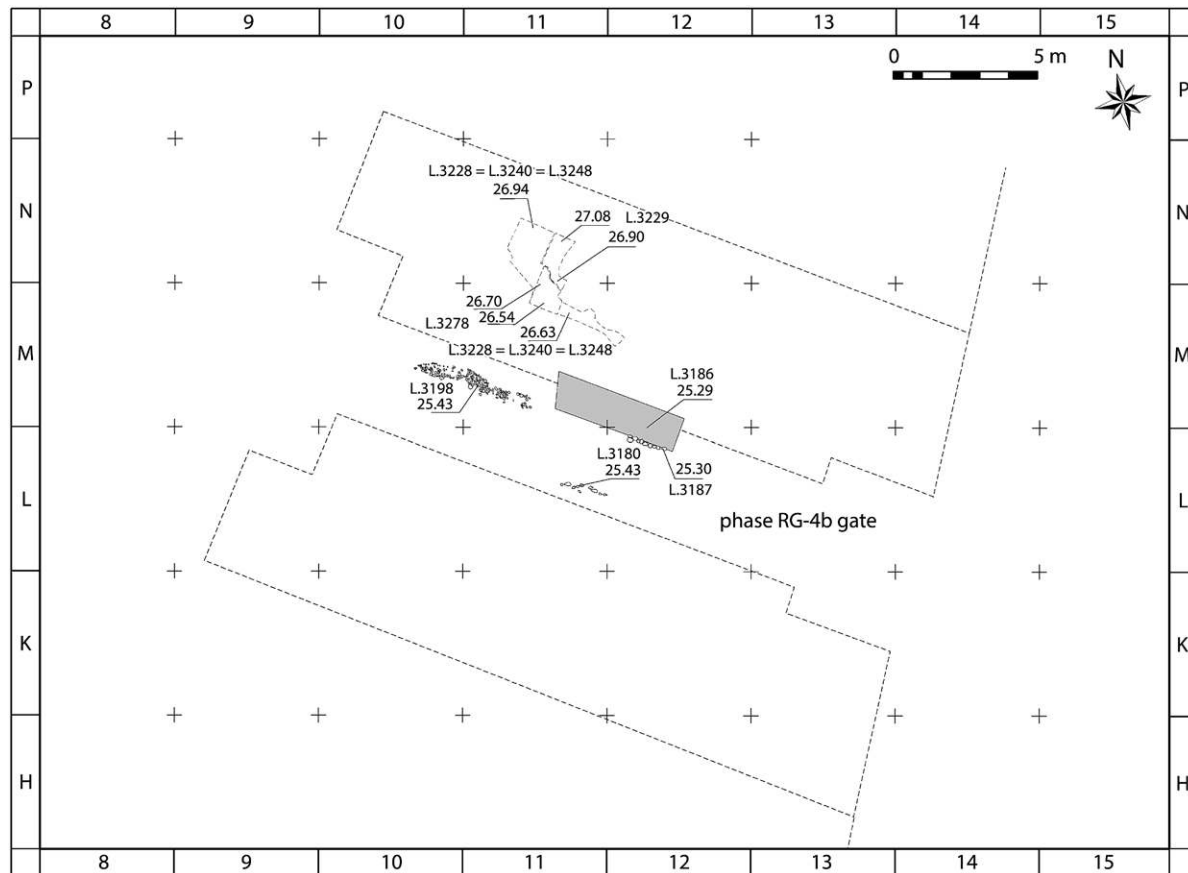 8 9 10 11 12 13 14 15
0 5 m
N
P P
L.3228 = L.3240 = L.3248
26.94
N N
27.08 L.3229
26.90
26.70
26.54
L.3278
26.63
L.3228 = L.3240 = L.3248
M M
L.3186
25.29
L.3198
25.43
L.3180
25.43
25.30
L.3187
L L
phase RG-4b gate
K K
H H
8 9 10 11 12 13 14 15